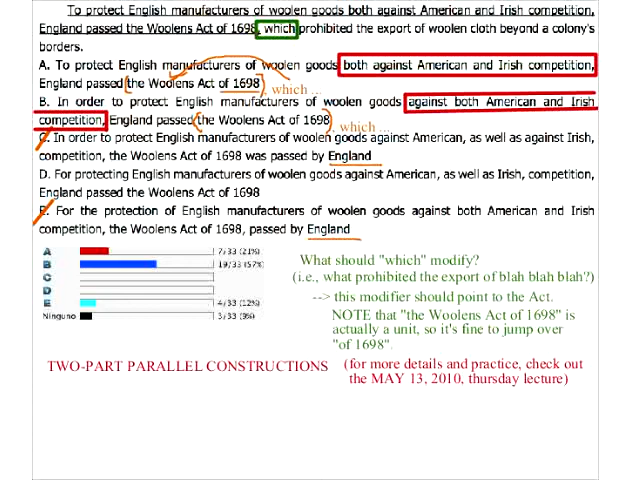 To protect English manufacturers of woolen goods both against American and Irish competition,
England passed the Woolens Act of 1698, which prohibited the export of woolen cloth beyond a colony's
borders.
A. To protect English manufacturers of woolen goods both against American and Irish competition,
England passed the Woolens Act of 1698
, which ...
B. In order to protect English manufacturers of woolen goods against both American and Irish
competition, England passed the Woolens Act of 1698
, which ...
C. In order to protect English manufacturers of woolen goods against American, as well as against Irish,
competition, the Woolens Act of 1698 was passed by England
D. For protecting English manufacturers of woolen goods against American, as well as Irish, competition,
England passed the Woolens Act of 1698
E. For the protection of English manufacturers of woolen goods against both American and Irish
competition, the Woolens Act of 1698, passed by England
A 7/33 (21%)
B 19/33 (57%)
C
D
E 4/33 (12%)
Ninguno 3/33 (9%)
What should "which" modify?
(i.e., what prohibited the export of blah blah blah?)
--> this modifier should point to the Act.
NOTE that "the Woolens Act of 1698" is
actually a unit, so it's fine to jump over
"of 1698".
TWO-PART PARALLEL CONSTRUCTIONS (for more details and practice, check out
the MAY 13, 2010, thursday lecture)